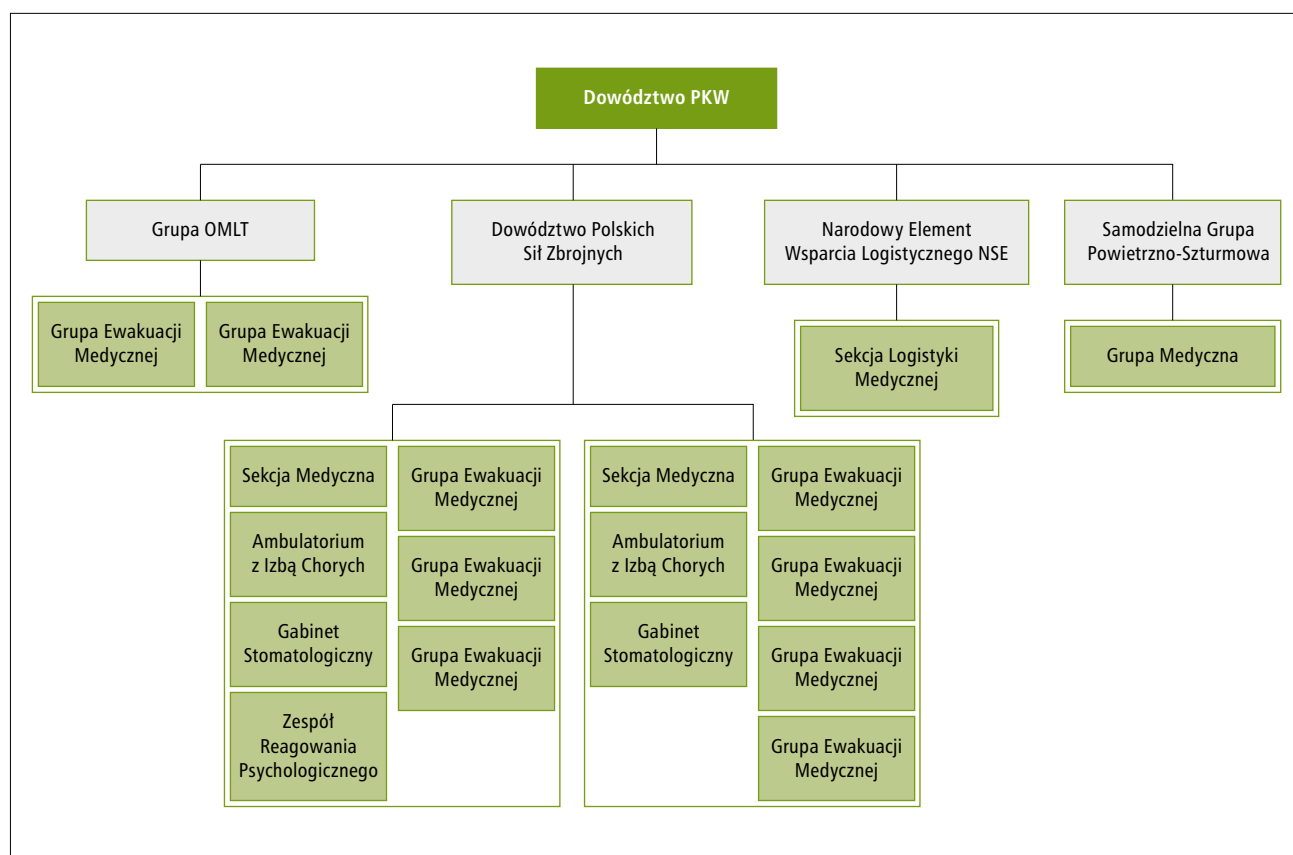 Dowództwo PKW
Grupa OMLT
Dowództwo Polskich
Sił Zbrojnych
Narodowy Element
Wsparcia Logistycznego NSE
Samodzielna Grupa
Powietrzno-Szturmowa
Grupa Ewakuacji
Medycznej
Grupa Ewakuacji
Medycznej
Sekcja Logistyki
Medycznej
Grupa Medyczna
Sekcja Medyczna
Ambulatorium
z Izbą Chorych
Gabinet
Stomatologiczny
Zespół
Reagowania
Psychologicznego
Grupa Ewakuacji
Medycznej
Grupa Ewakuacji
Medycznej
Grupa Ewakuacji
Medycznej
Sekcja Medyczna
Ambulatorium
z Izbą Chorych
Gabinet
Stomatologiczny
Grupa Ewakuacji
Medycznej
Grupa Ewakuacji
Medycznej
Grupa Ewakuacji
Medycznej
Grupa Ewakuacji
Medycznej